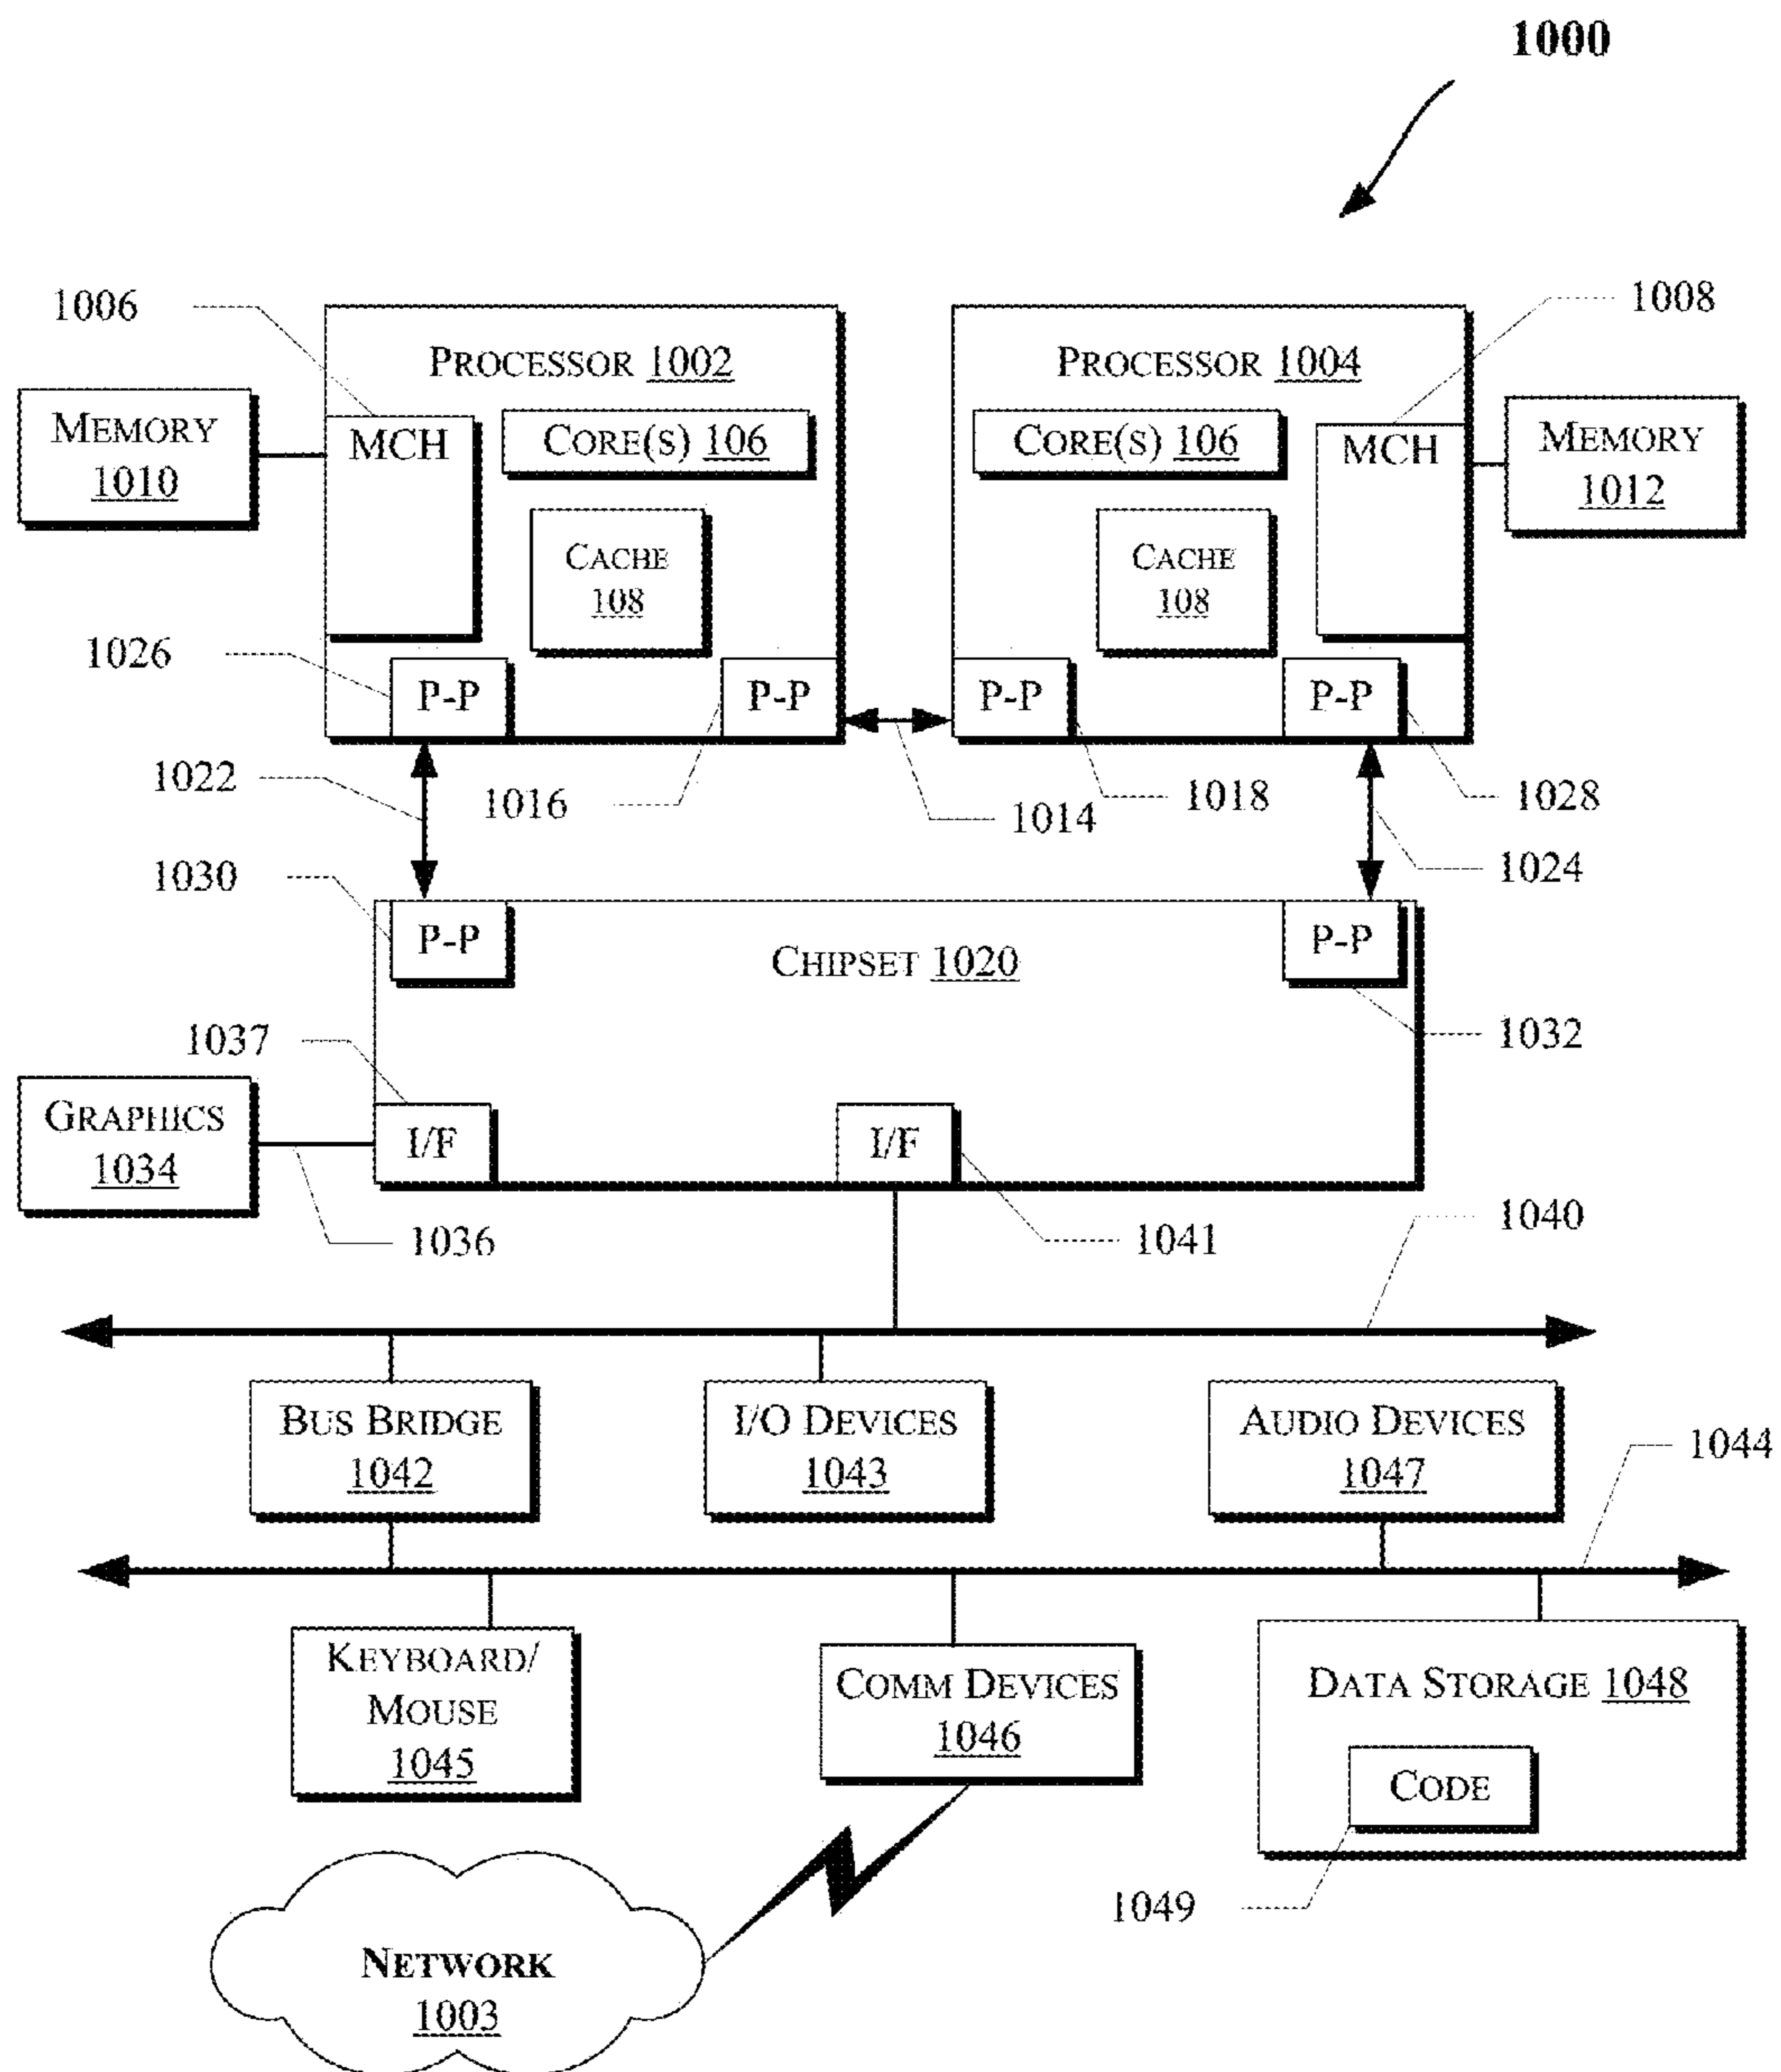 1000
1006
1008
PROCESSOR 1002
PROCESSOR 1004
MEMORY
1010
MCH
CORE(S) 106
CORE(S) 106
MCH
MEMORY
1012
CACHE
108
CACHE
108
1026
P-P
P-P
P-P
P-P
1022
1016
1014
1018
1028
1024
1030
P-P
CHIPSET 1020
P-P
1037
1032
GRAPHICS
1034
I/F
I/F
1036
1041
1040
BUS BRIDGE
1042
I/O DEVICES
1043
AUDIO DEVICES
1047
1044
KEYBOARD/
MOUSE
1045
COMM DEVICES
1046
DATA STORAGE 1048
CODE
1049
NETWORK
1003